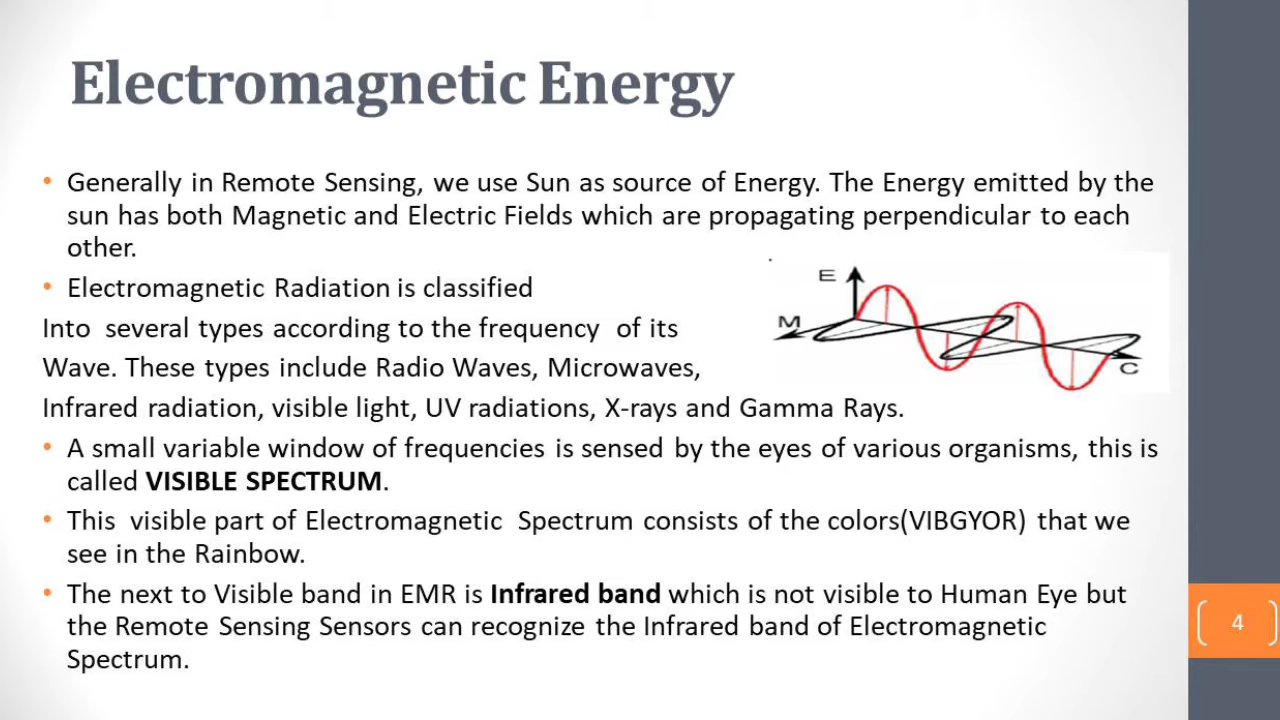 Electromagnetic Energy
• Generally in Remote Sensing, we use Sun as source of Energy. The Energy emitted by the
sun has both Magnetic and Electric Fields which are propagating perpendicular to each
other.
• Electromagnetic Radiation is classified
Into several types according to the frequency of its
Wave. These types include Radio Waves, Microwaves,
Infrared radiation, visible light, UV radiations, X-rays and Gamma Rays.
E
M
C
• A small variable window of frequencies is sensed by the eyes of various organisms, this is
called VISIBLE SPECTRUM.
• This visible part of Electromagnetic Spectrum consists of the colors(VIBGYOR) that we
see in the Rainbow.
• The next to Visible band in EMR is Infrared band which is not visible to Human Eye but
the Remote Sensing Sensors can recognize the Infrared band of Electromagnetic
Spectrum.
4